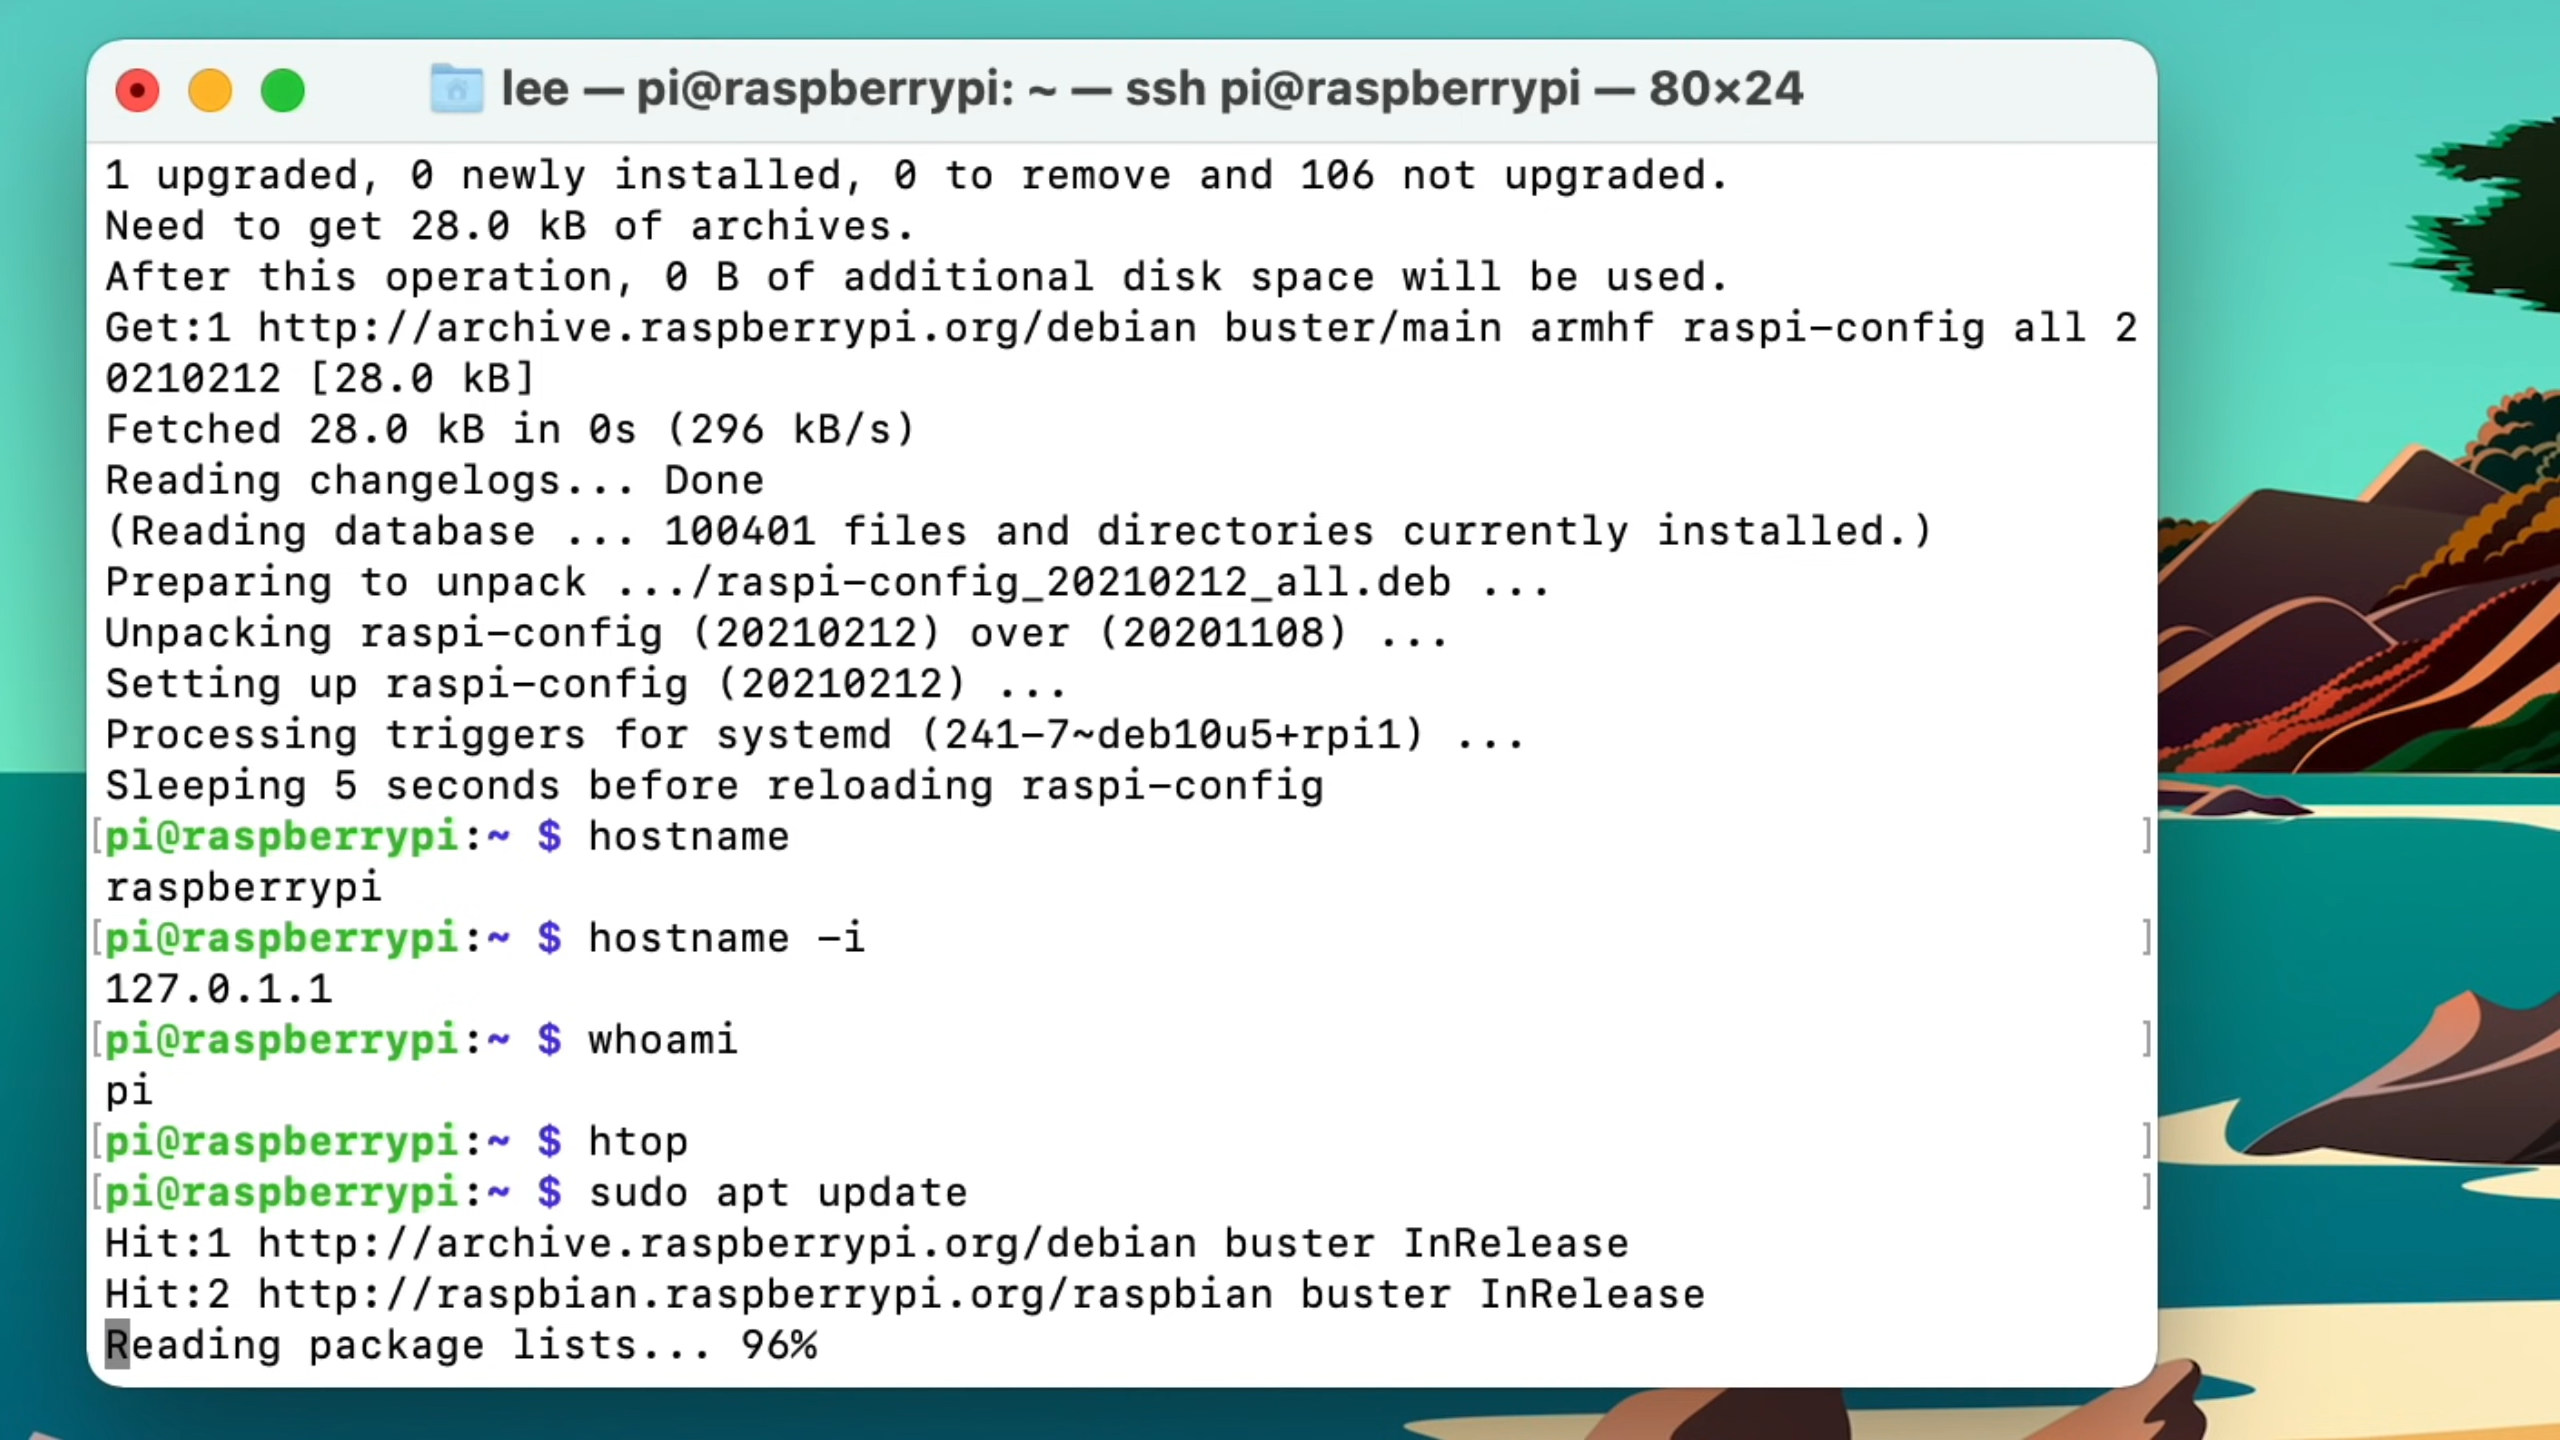 lee — pi@raspberrypi: ~ — ssh pi@raspberrypi — 80×24
1 upgraded, 0 newly installed, 0 to remove and 106 not upgraded.
Need to get 28.0 kB of archives.
After this operation, 0 B of additional disk space will be used.
Get:1 http://archive.raspberrypi.org/debian buster/main armhf raspi-config all 2
0210212 [28.0 kB]
Fetched 28.0 kB in 0s (296 kB/s)
Reading changelogs... Done
(Reading database ... 100401 files and directories currently installed.)
Preparing to unpack .../raspi-config_20210212_all.deb ...
Unpacking raspi-config (20210212) over (20201108) ...
Setting up raspi-config (20210212) ...
Processing triggers for systemd (241-7~deb10u5+rpi1) ...
Sleeping 5 seconds before reloading raspi-config
[pi@raspberrypi:~ $ hostname ]
raspberrypi
[pi@raspberrypi:~ $ hostname -i ]
127.0.1.1
[pi@raspberrypi:~ $ whoami ]
pi
[pi@raspberrypi:~ $ htop ]
[pi@raspberrypi:~ $ sudo apt update ]
Hit:1 http://archive.raspberrypi.org/debian buster InRelease
Hit:2 http://raspbian.raspberrypi.org/raspbian buster InRelease
Reading package lists... 96%